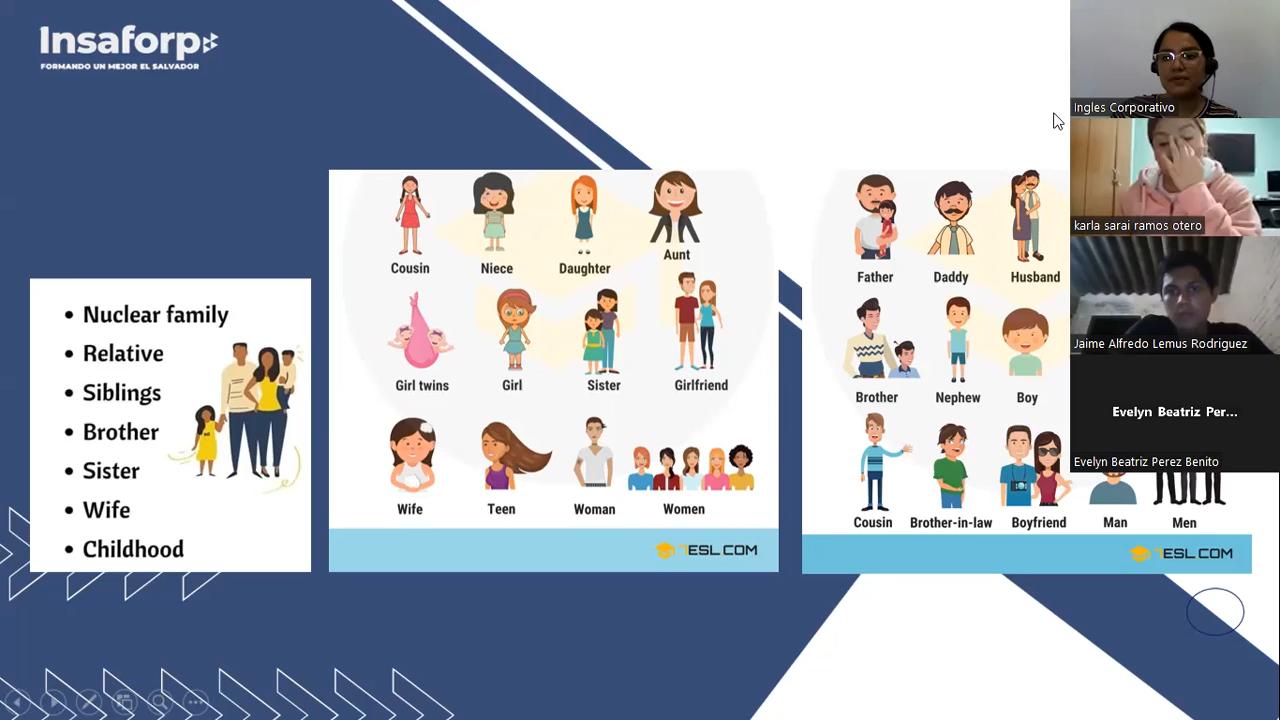 Insaforp
FORMANDO UN MEJOR EL SALVADOR
• Nuclear family
• Relative
• Siblings
• Brother
• Sister
• Wife
• Childhood
Cousin Niece Daughter Aunt
Girl twins Girl Sister Girlfriend
Wife Teen Woman Women
7ESL.COM
Father Daddy Husband
Brother Nephew Boy
Cousin Brother-in-law Boyfriend Man Men
7ESL.COM
Ingles Corporativo
karla sarai ramos otero
Jaime Alfredo Lemus Rodriguez
Evelyn Beatriz Per...
Evelyn Beatriz Perez Benito